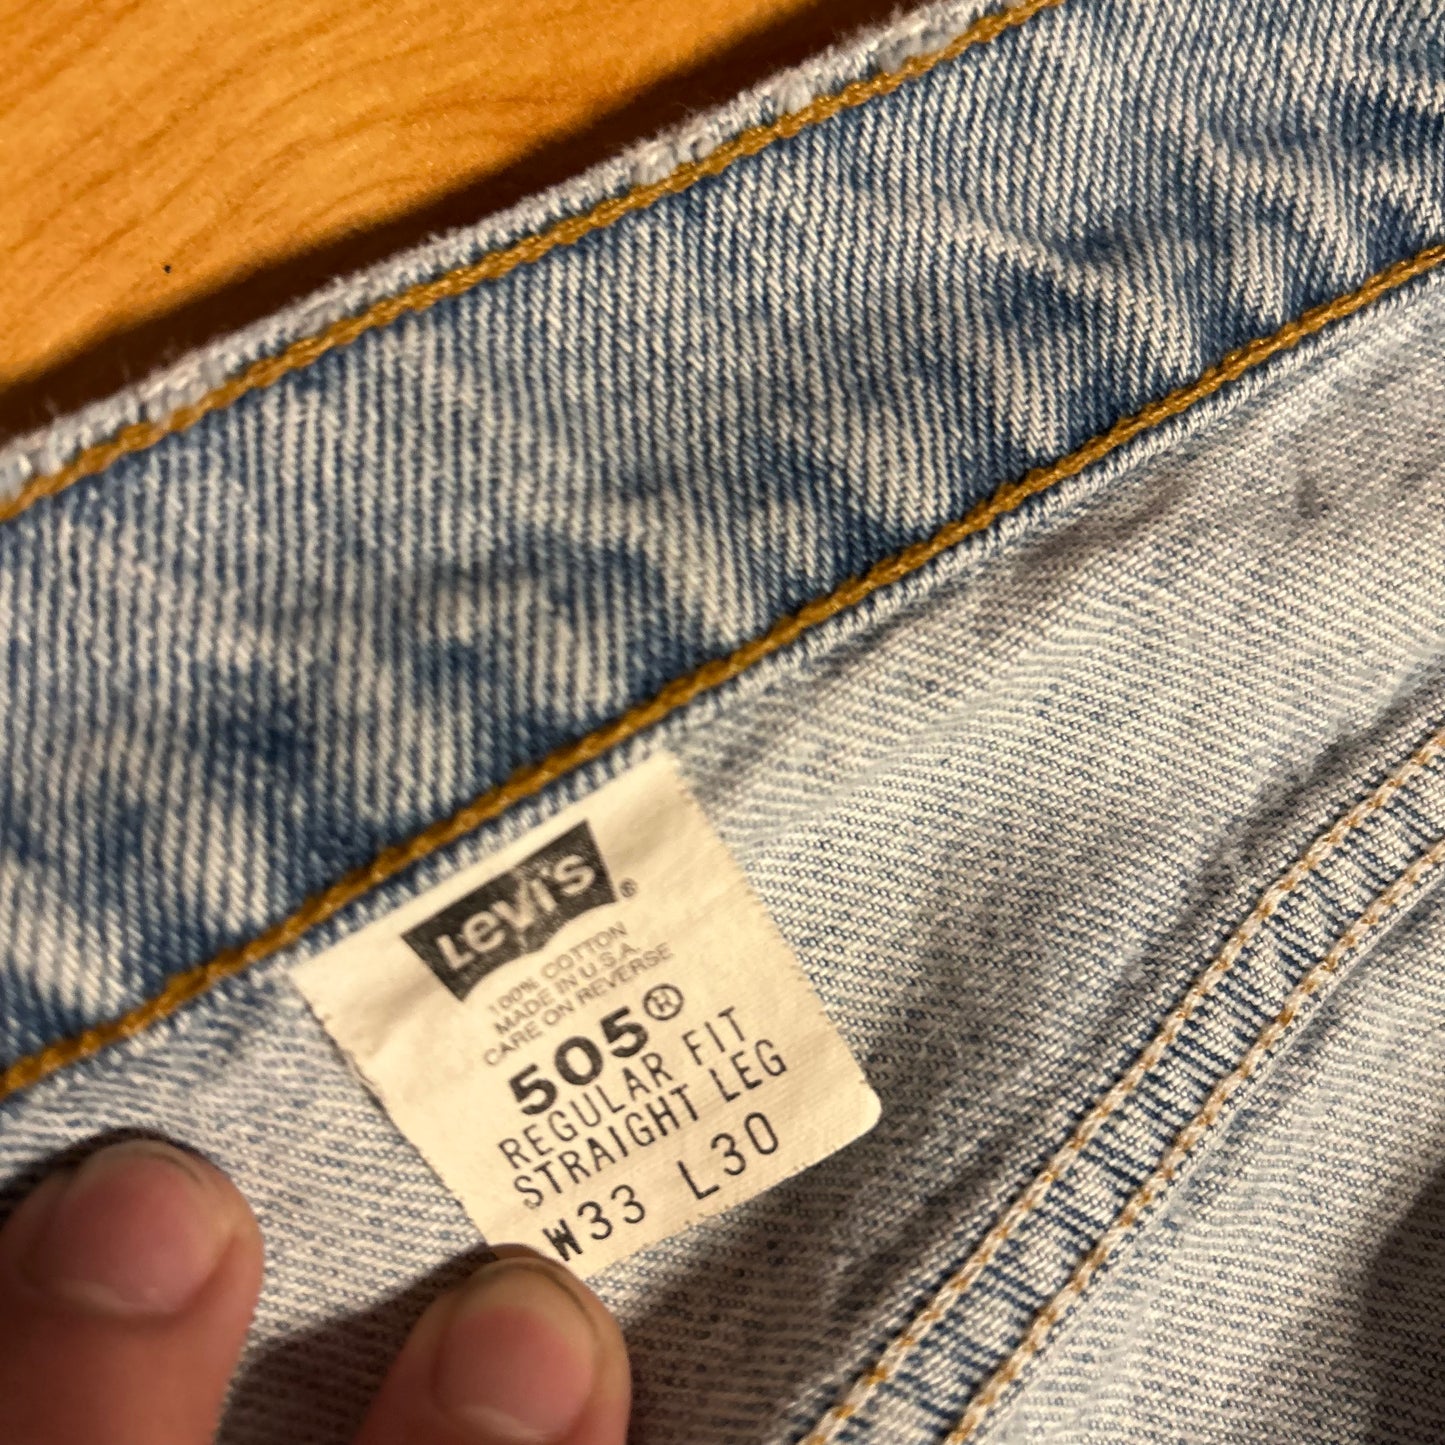 Levi's®
100% COTTON
MADE IN U.S.A.
CARE ON REVERSE
505®
REGULAR FIT
STRAIGHT LEG
W33 L30